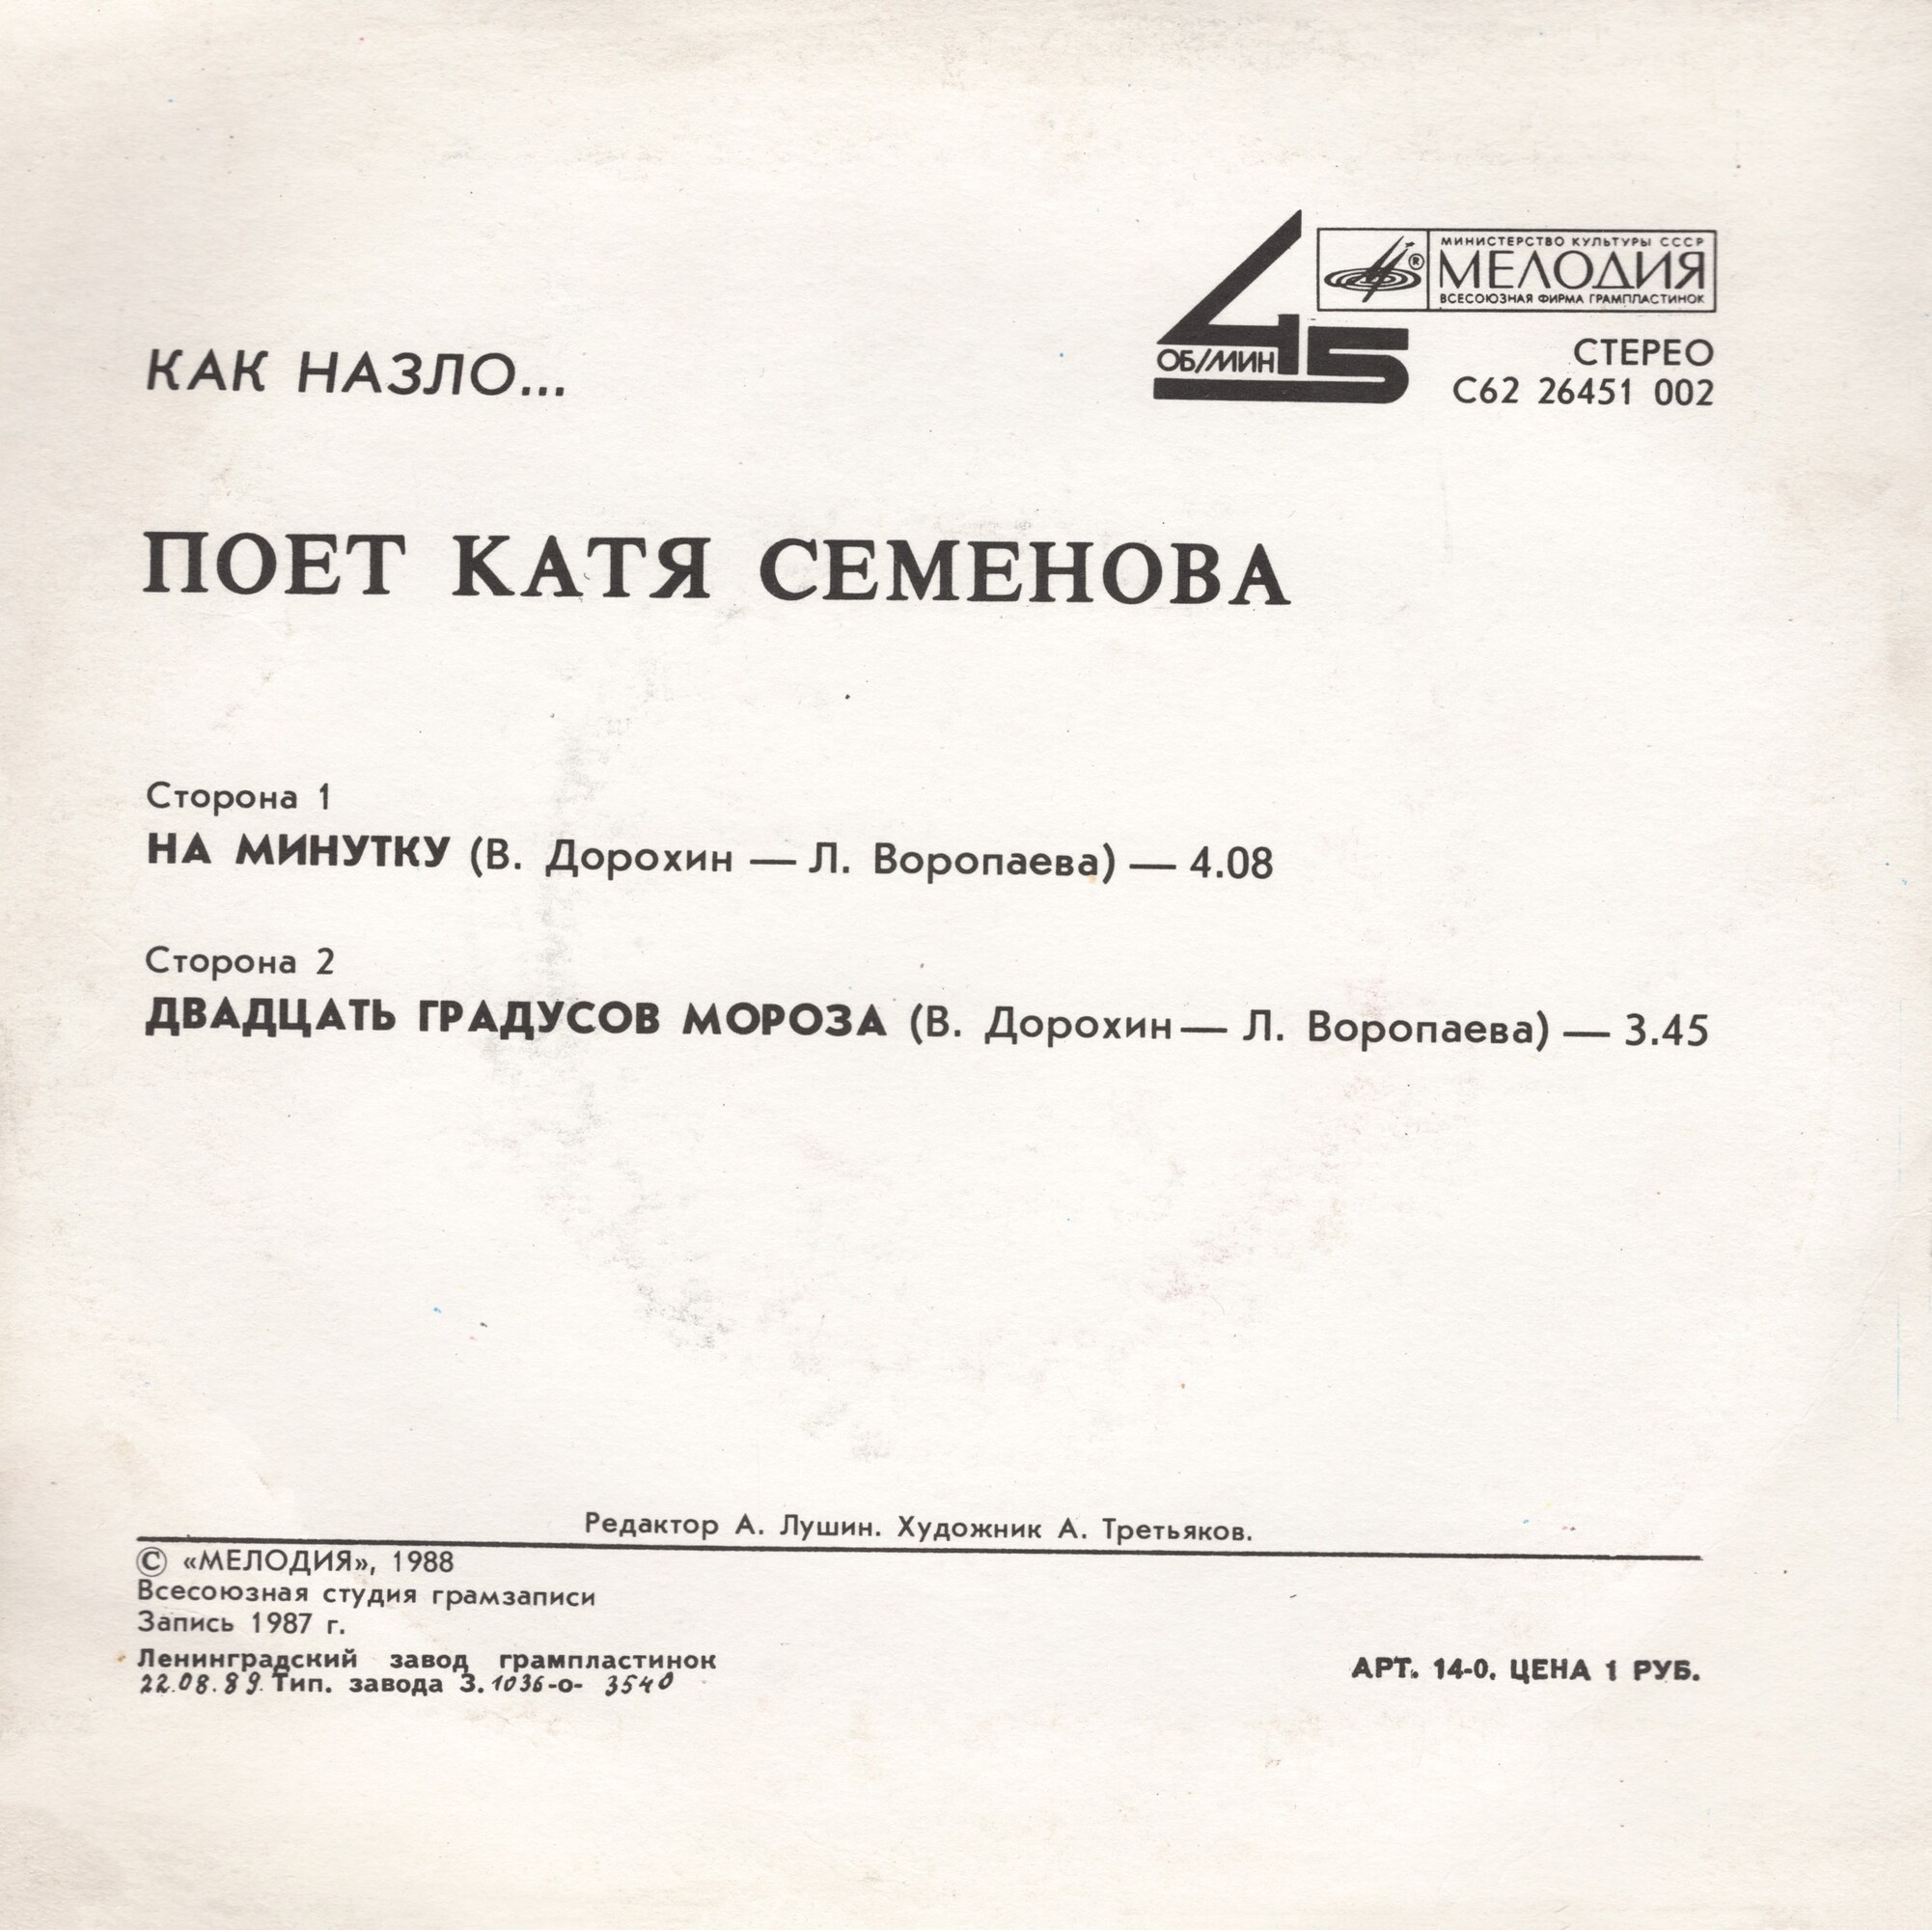 45
ОБ/МИН
МИНИСТЕРСТВО КУЛЬТУРЫ СССР
®
МЕЛОДИЯ
ВСЕСОЮЗНАЯ ФИРМА ГРАМПЛАСТИНОК
СТЕРЕО
С62 26451 002
КАК НАЗЛО...
ПОЕТ КАТЯ СЕМЕНОВА
Сторона 1
НА МИНУТКУ (В. Дорохин — Л. Воропаева) — 4.08
Сторона 2
ДВАДЦАТЬ ГРАДУСОВ МОРОЗА (В. Дорохин — Л. Воропаева) — 3.45
Редактор А. Лушин. Художник А. Третьяков.
© «МЕЛОДИЯ», 1988
Всесоюзная студия грамзаписи
Запись 1987 г.
Ленинградский завод грампластинок
22.08.89. Тип. завода З. 1036-о- 3540
АРТ. 14-0. ЦЕНА 1 РУБ.